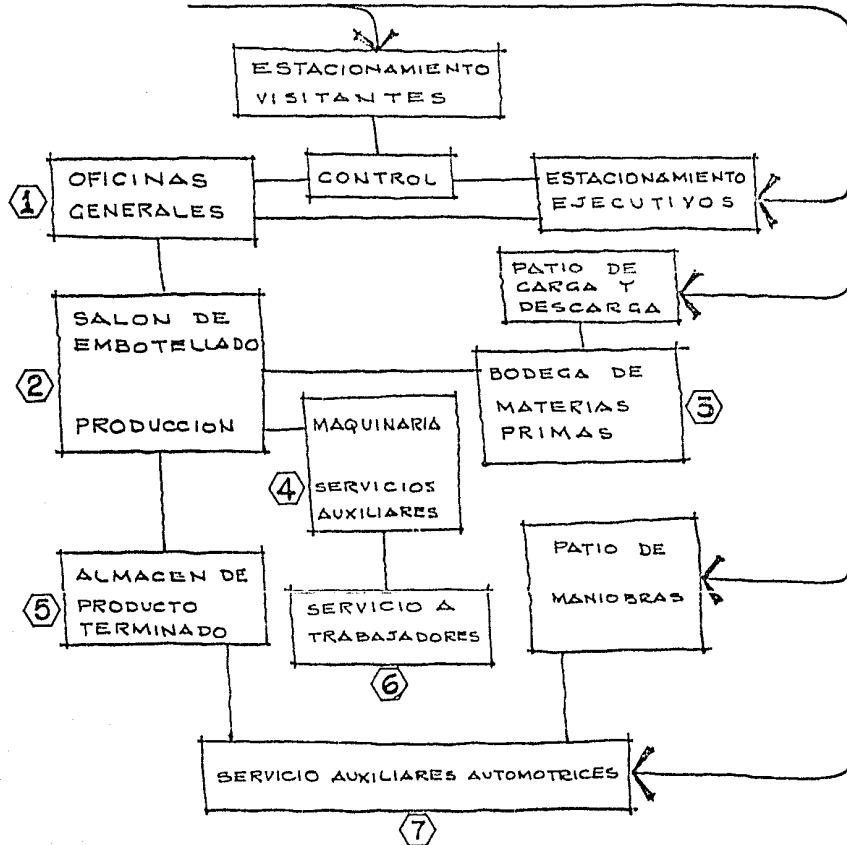 ESTACIONAMIENTO
VISITANTES
1
OFICINAS
GENERALES
CONTROL
ESTACIONAMIENTO
EJECUTIVOS
PATIO DE
CARGA Y
DESCARGA
2
SALON DE
EMBOTELLADO
PRODUCCION
BODEGA DE
MATERIAS
PRIMAS
3
4
MAQUINARIA
SERVICIOS
AUXILIARES
5
ALMACEN DE
PRODUCTO
TERMINADO
SERVICIO A
TRABAJADORES
6
PATIO DE
MANIOBRAS
SERVICIO AUXILIARES AUTOMOTRICES
7